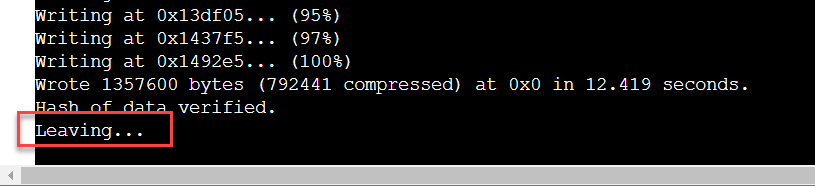 Writing at 0x13df05... (95%)
Writing at 0x1437f5... (97%)
Writing at 0x1492e5... (100%)
Wrote 1357600 bytes (792441 compressed) at 0x0 in 12.419 seconds.
Hash of data verified.
Leaving...